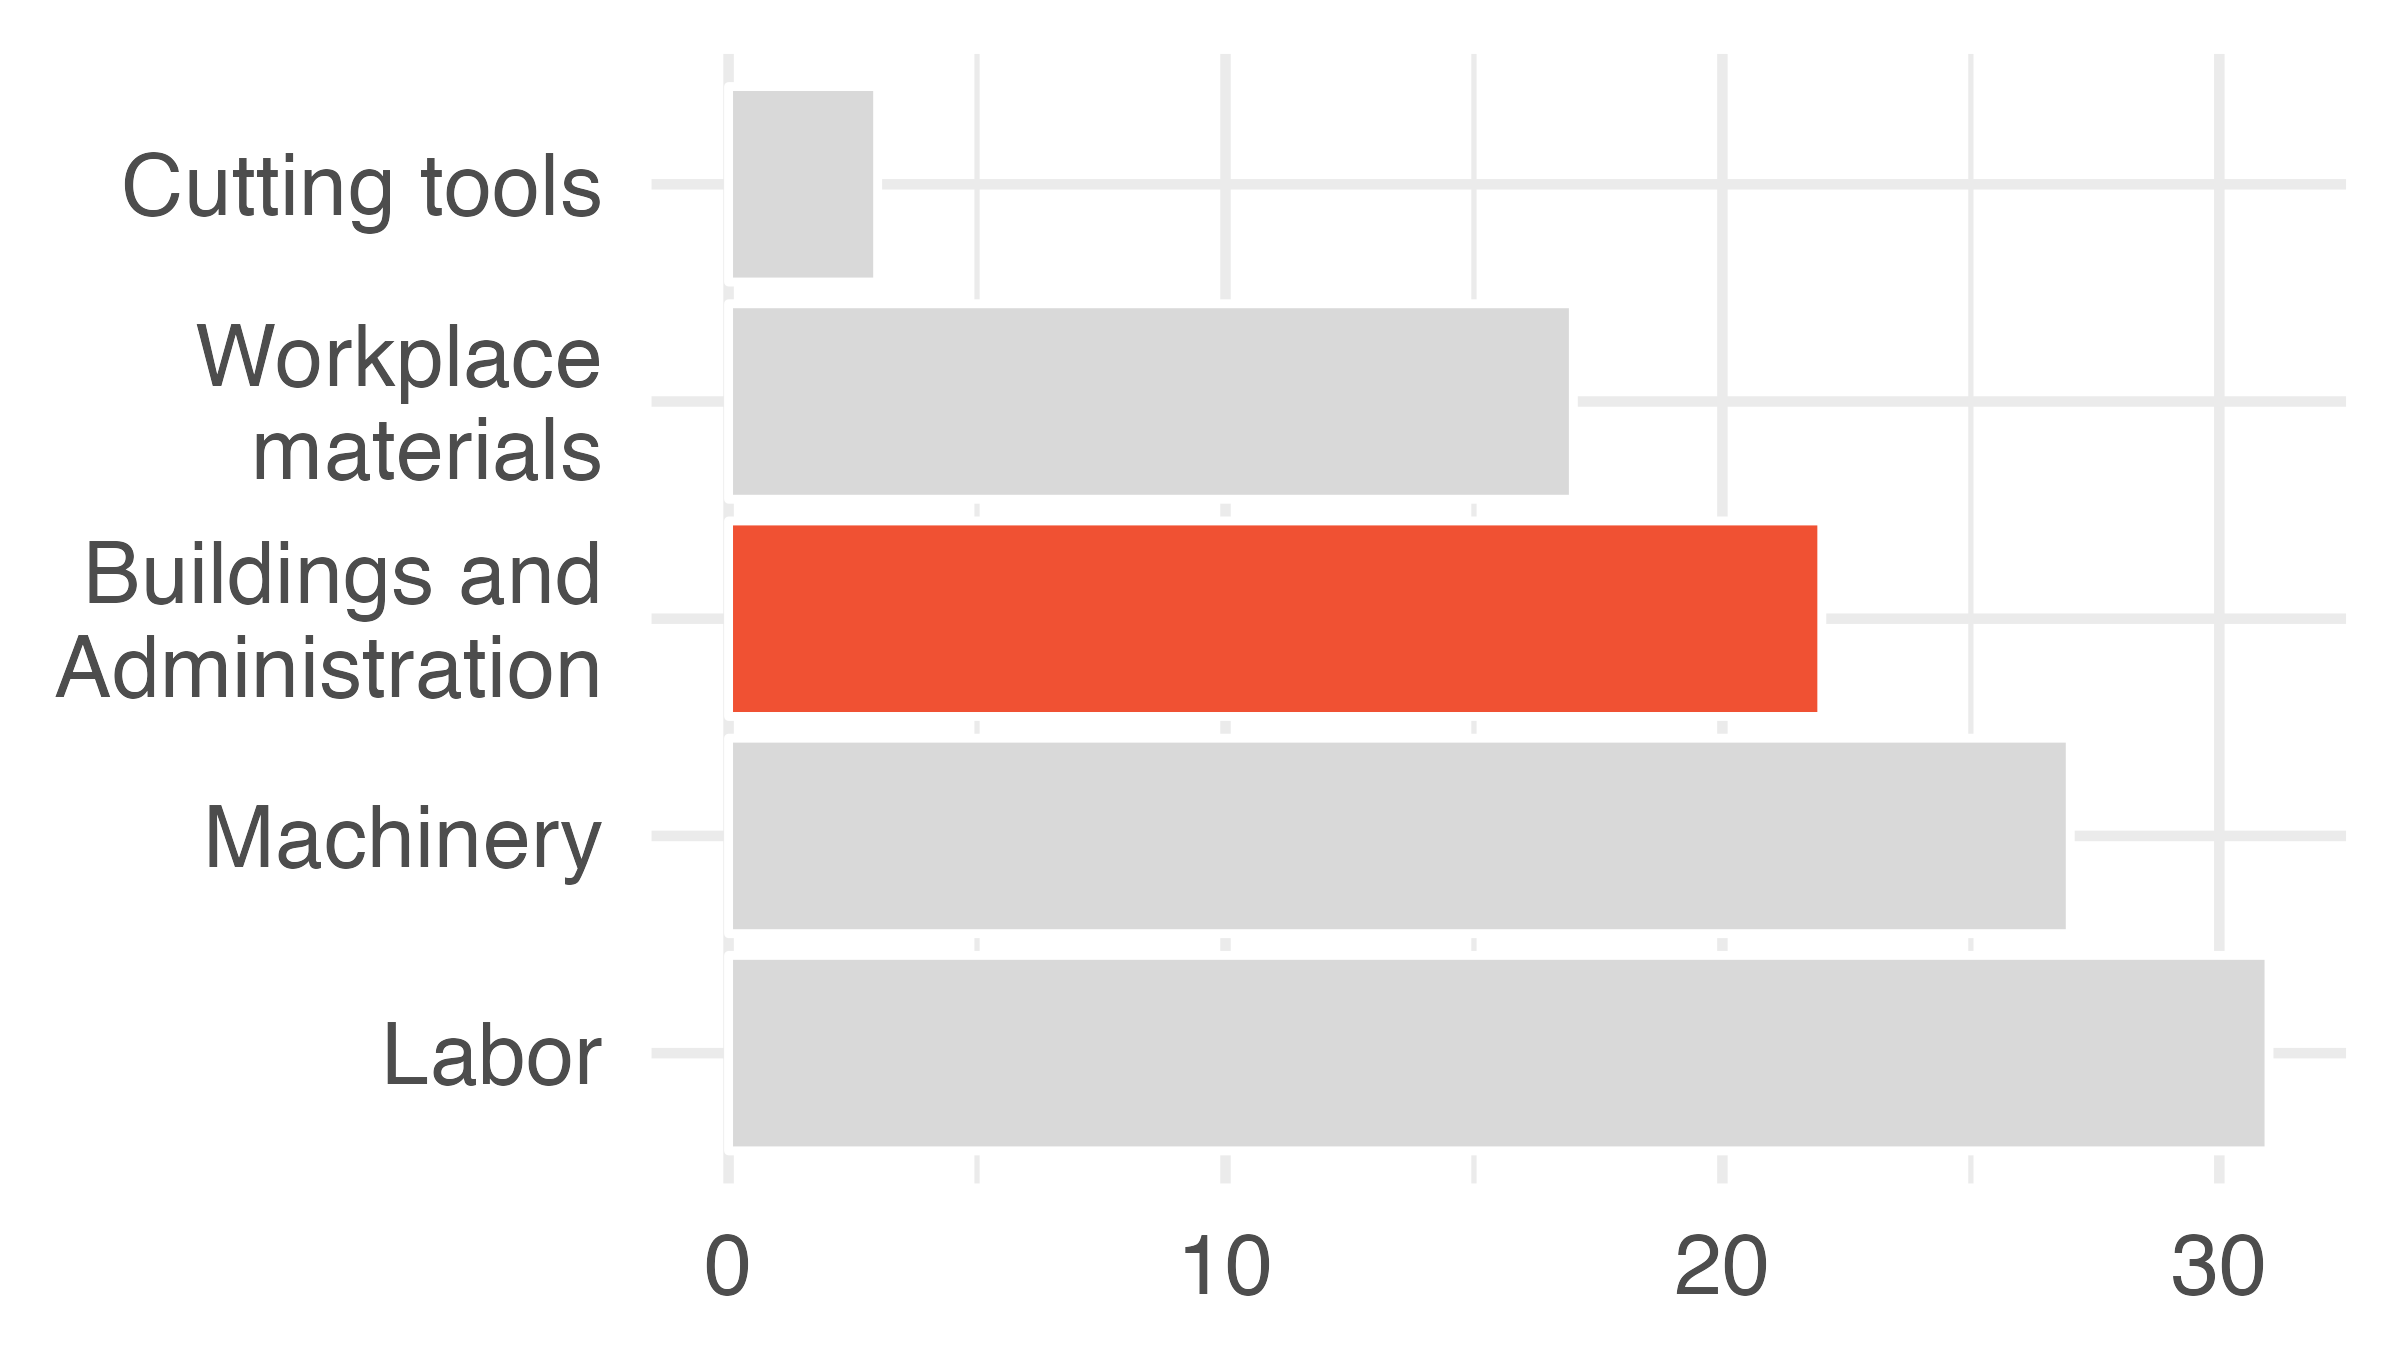 Cutting tools
Workplace
materials
Buildings and
Administration
Machinery
Labor
0 10 20 30